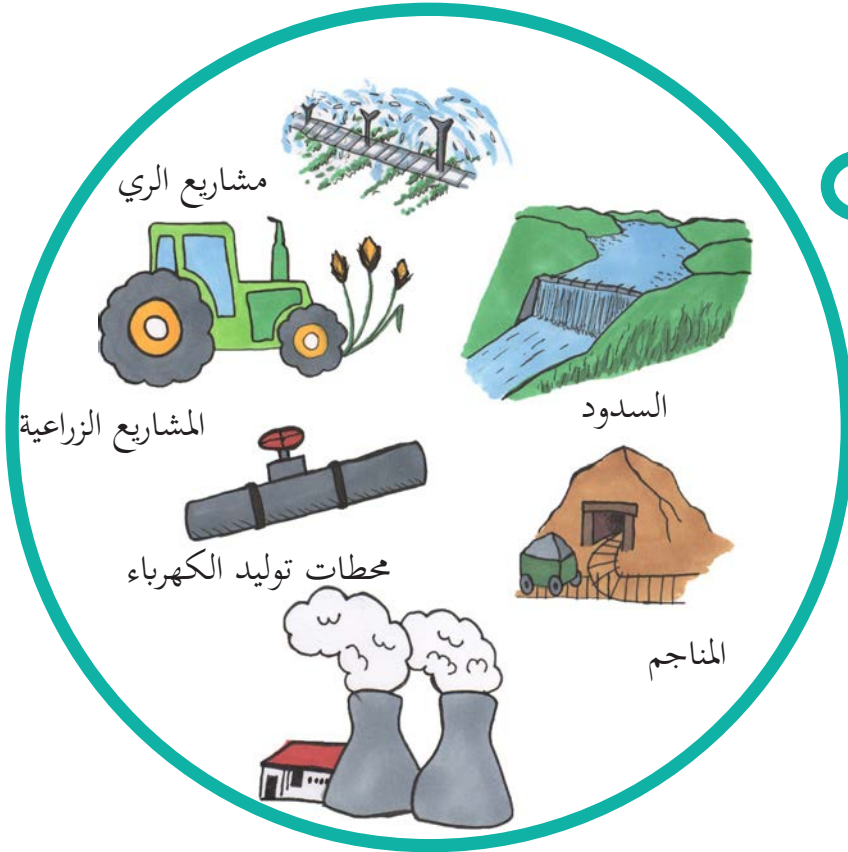 مشاريع الري
السدود
المشاريع الزراعية
محطات توليد الكهرباء
المناجم